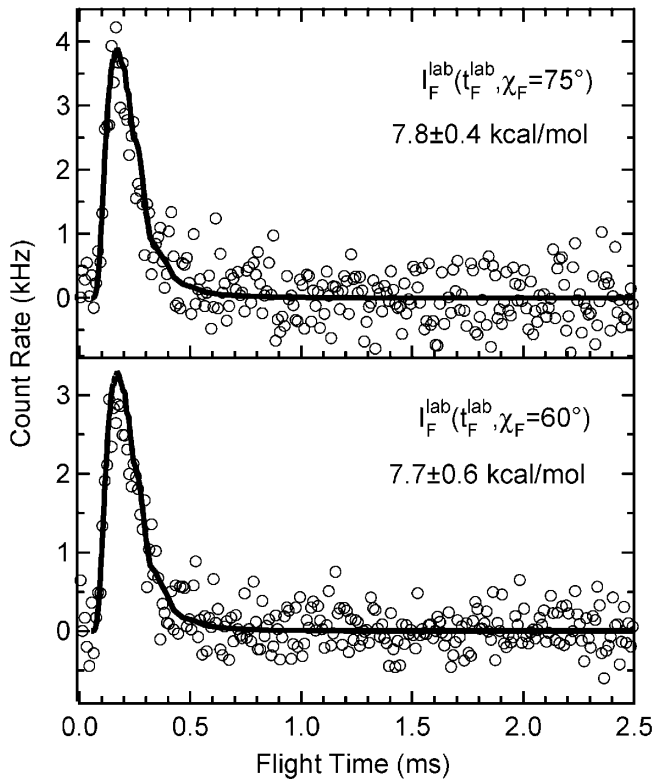 4
3
2
1
0
I_F^lab(t_F^lab,χ_F=75°)
7.8±0.4 kcal/mol
Count Rate (kHz)
3
2
1
0
I_F^lab(t_F^lab,χ_F=60°)
7.7±0.6 kcal/mol
0.0 0.5 1.0 1.5 2.0 2.5
Flight Time (ms)